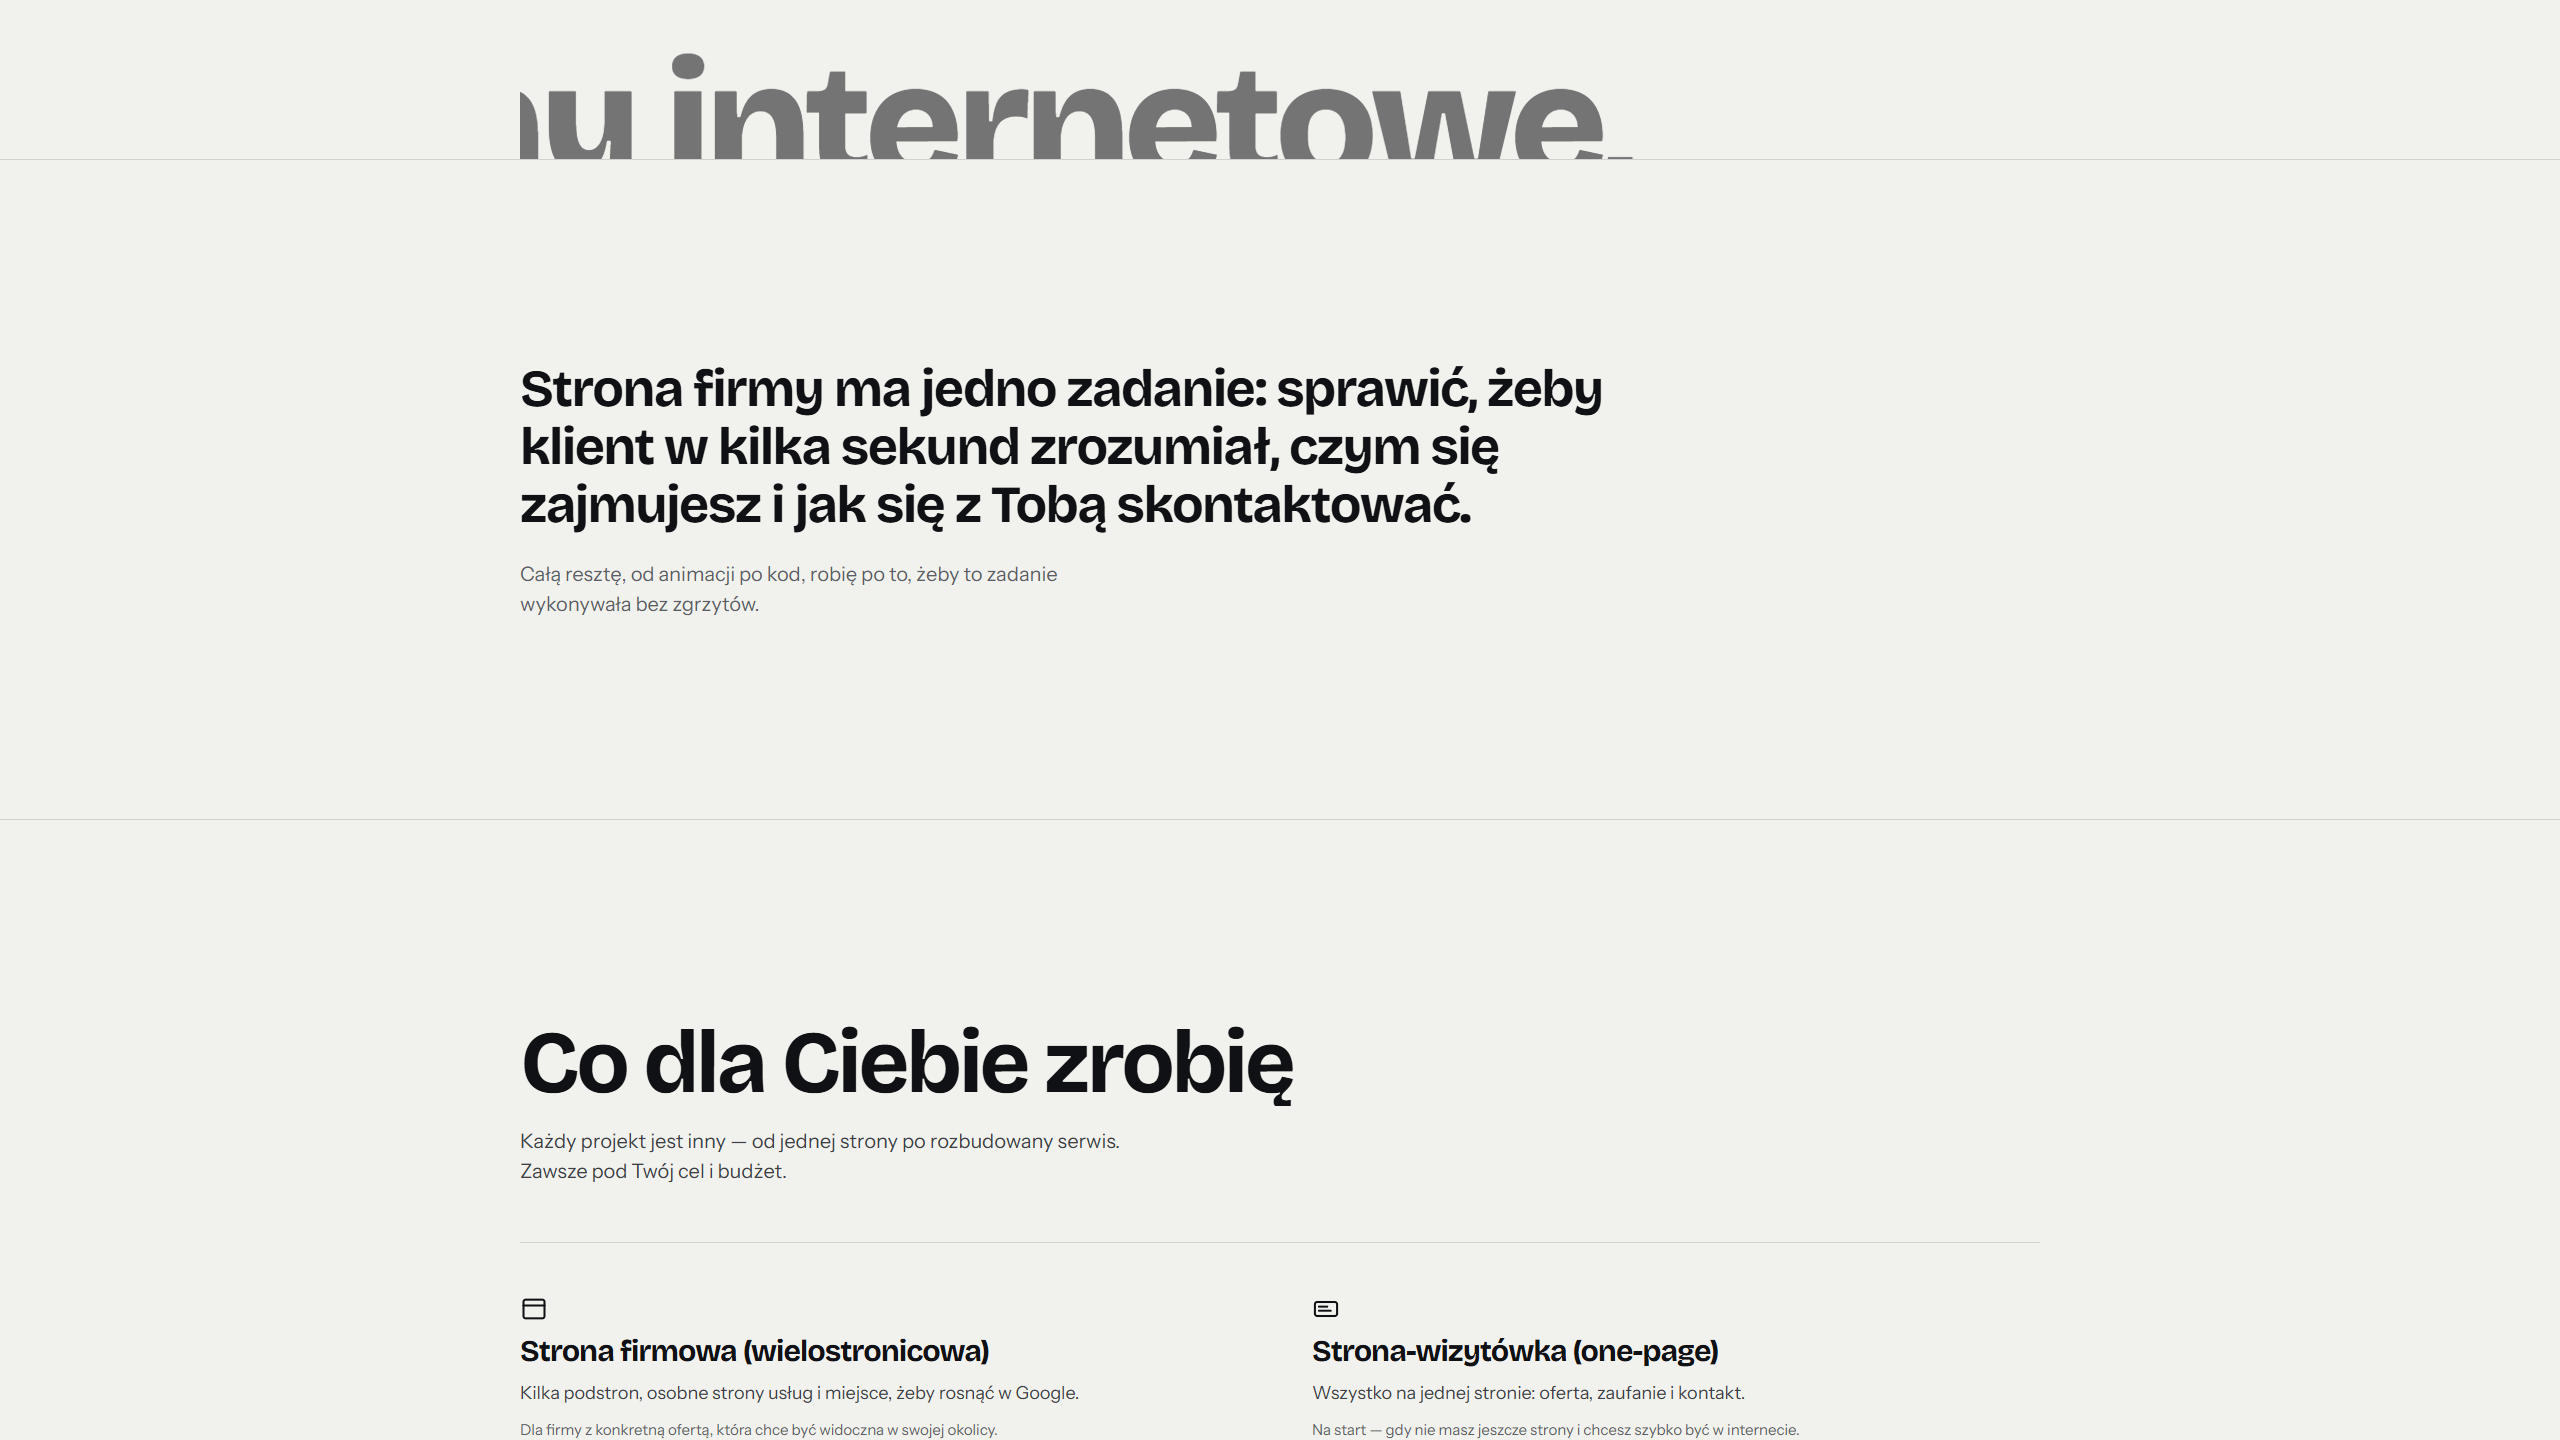 ny internetowe.
Strona firmy ma jedno zadanie: sprawić, żeby
klient w kilka sekund zrozumiał, czym się
zajmujesz i jak się z Tobą skontaktować.
Całą resztę, od animacji po kod, robię po to, żeby to zadanie
wykonywała bez zgrzytów.
Co dla Ciebie zrobię
Każdy projekt jest inny — od jednej strony po rozbudowany serwis.
Zawsze pod Twój cel i budżet.
Strona firmowa (wielostronicowa)
Kilka podstron, osobne strony usług i miejsce, żeby rosnąć w Google.
Dla firmy z konkretną ofertą, która chce być widoczna w swojej okolicy.
Strona-wizytówka (one-page)
Wszystko na jednej stronie: oferta, zaufanie i kontakt.
Na start — gdy nie masz jeszcze strony i chcesz szybko być w internecie.